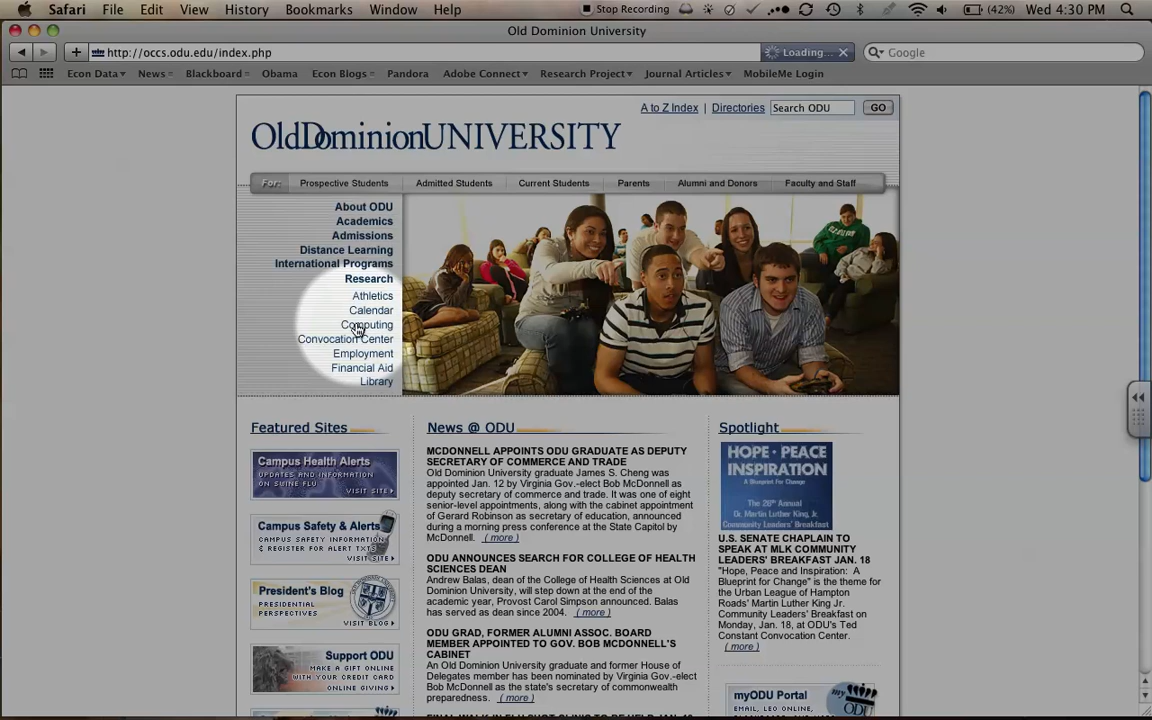 Safari File Edit View History Bookmarks Window Help Stop Recording (42%) Wed 4:30 PM
Old Dominion University
http://occs.odu.edu/index.php Loading... Google
Econ Data News Blackboard Obama Econ Blogs Pandora Adobe Connect Research Project Journal Articles MobileMe Login
A to Z Index | Directories Search ODU GO
OldDominionUNIVERSITY
For: Prospective Students Admitted Students Current Students Parents Alumni and Donors Faculty and Staff
About ODU
Academics
Admissions
Distance Learning
International Programs
Research
Athletics
Calendar
Computing
Convocation Center
Employment
Financial Aid
Library
Featured Sites
Campus Health Alerts
UPDATES AND INFORMATION
ON SWINE FLU
VISIT SITE
Campus Safety & Alerts
CAMPUS SAFETY INFORMATION
& REGISTER FOR ALERT TXTS
VISIT SITE
President's Blog
PRESIDENTIAL
PERSPECTIVES
VISIT BLOG
Support ODU
MAKE A GIFT ONLINE
WITH YOUR CREDIT CARD
ONLINE GIVING
News @ ODU
MCDONNELL APPOINTS ODU GRADUATE AS DEPUTY
SECRETARY OF COMMERCE AND TRADE
Old Dominion University graduate James S. Cheng was
appointed Jan. 12 by Virginia Gov.-elect Bob McDonnell as
deputy secretary of commerce and trade. It was one of eight
senior-level appointments, along with the cabinet appointment
of Gerard Robinson as secretary of education, announced
during a morning press conference at the State Capitol by
McDonnell. ( more )
ODU ANNOUNCES SEARCH FOR COLLEGE OF HEALTH
SCIENCES DEAN
Andrew Balas, dean of the College of Health Sciences at Old
Dominion University, will step down at the end of the
academic year, Provost Carol Simpson announced. Balas
has served as dean since 2004. ( more )
ODU GRAD, FORMER ALUMNI ASSOC. BOARD
MEMBER APPOINTED TO GOV. BOB MCDONNELL'S
CABINET
An Old Dominion University graduate and former House of
Delegates member has been nominated by Virginia Gov.-elect
Bob McDonnell as the state's secretary of commonwealth
preparedness. ( more )
Spotlight
HOPE · PEACE
INSPIRATION
A Blueprint For Change
The 26th Annual
Dr. Martin Luther King, Jr.
Community Leaders' Breakfast
U.S. SENATE CHAPLAIN TO
SPEAK AT MLK COMMUNITY
LEADERS' BREAKFAST JAN. 18
"Hope, Peace and Inspiration: A
Blueprint for Change" is the theme for
the Urban League of Hampton
Roads' Martin Luther King Jr.
Community Leaders' Breakfast on
Monday, Jan. 18, at ODU's Ted
Constant Convocation Center.
( more )
myODU Portal
EMAIL, LEO ONLINE,
my
ODU